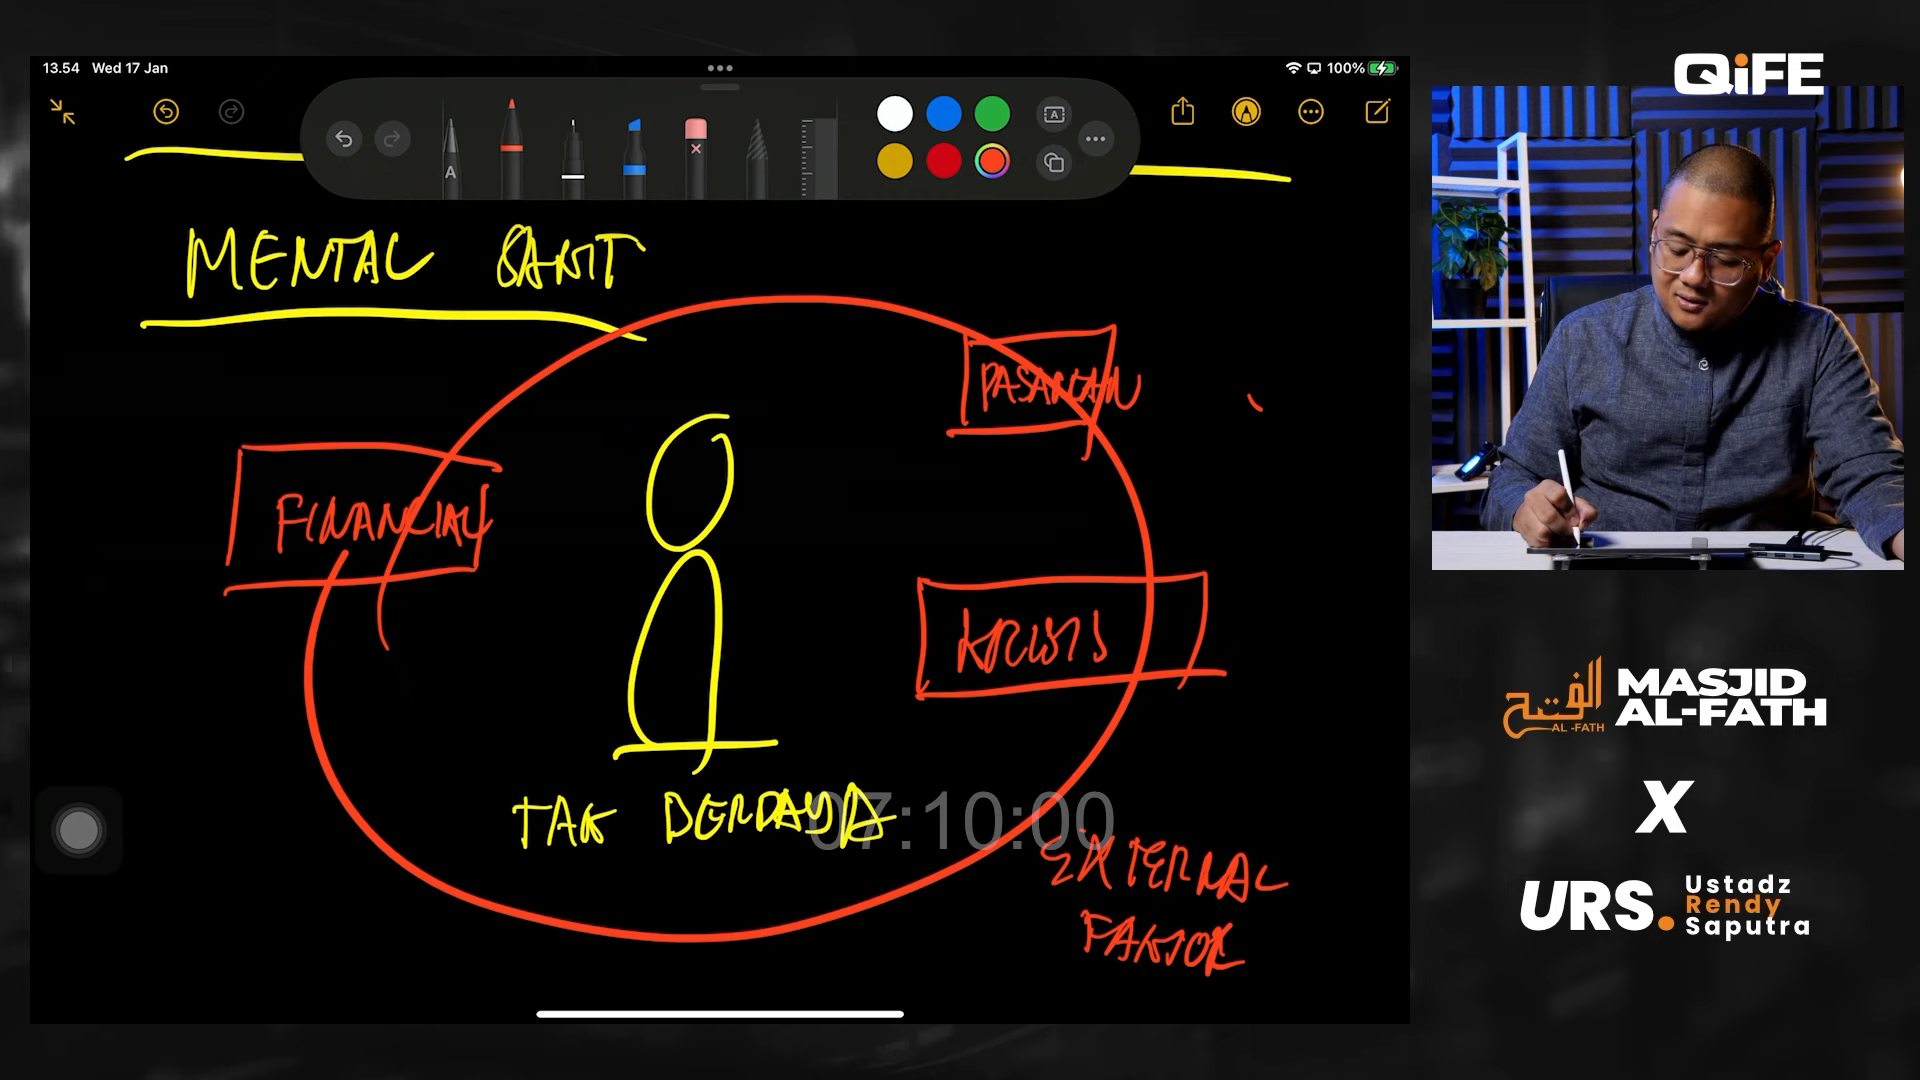 13.54 Wed 17 Jan
100%
QiFE
A
A
MENTAL SAKIT
PASANGAN
FINANCIAL
KRISIS
TAK BERDAYA
07:10:00
EXTERNAL
FAKTOR
الفتح
AL-FATH
MASJID
AL-FATH
X
URS.
Ustadz
Rendy
Saputra